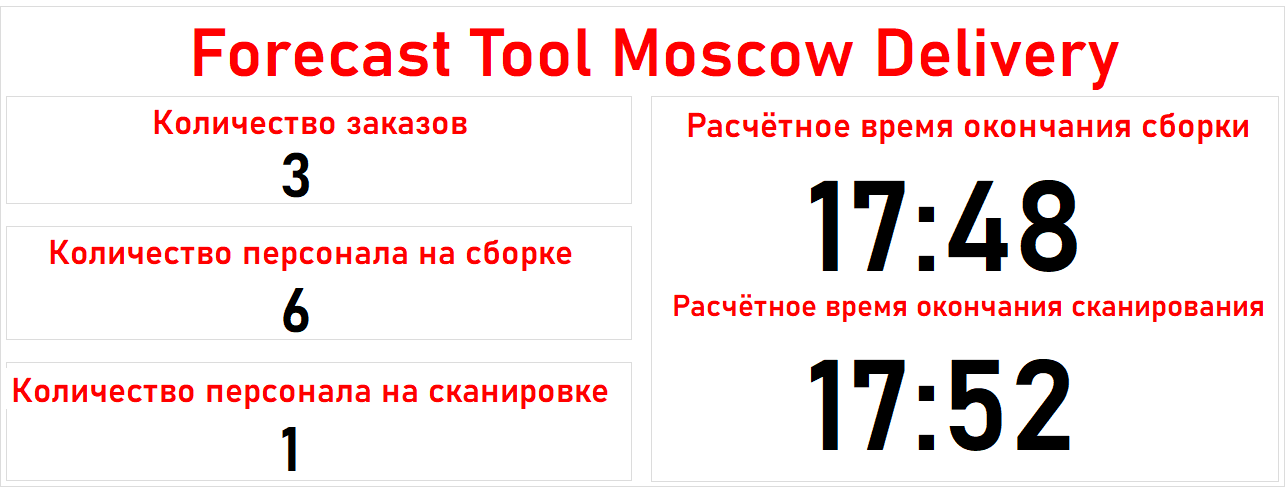 Forecast Tool Moscow Delivery
Количество заказов
3
Количество персонала на сборке
6
Количество персонала на сканировке
1
Расчётное время окончания сборки
17:48
Расчётное время окончания сканирования
17:52